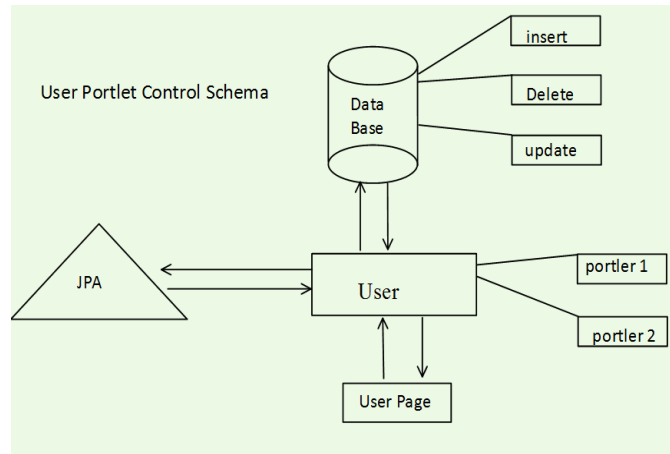 insert
User Portlet Control Schema
Data
Base
Delete
update
JPA
User
portler 1
portler 2
User Page